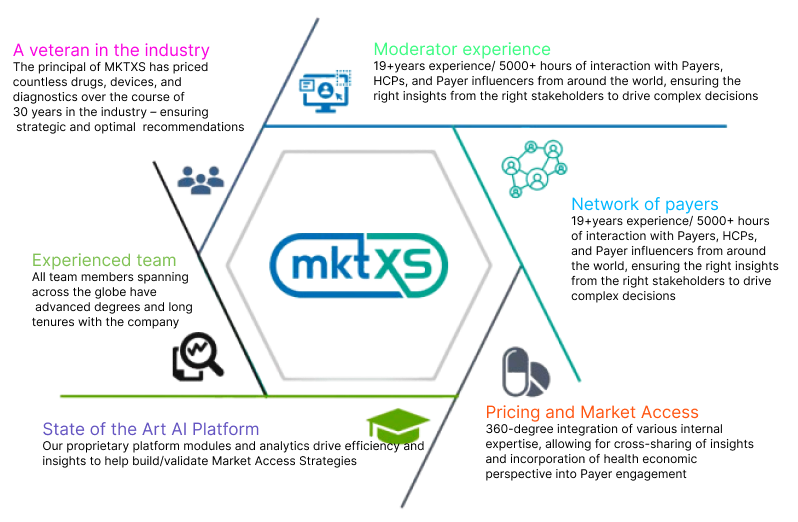 A veteran in the industry
The principal of MKTXS has priced
countless drugs, devices, and
diagnostics over the course of
30 years in the industry – ensuring
strategic and optimal recommendations
Moderator experience
19+years experience/ 5000+ hours of interaction with Payers,
HCPs, and Payer influencers from around the world, ensuring the
right insights from the right stakeholders to drive complex decisions
Network of payers
19+years experience/ 5000+ hours
of interaction with Payers, HCPs,
and Payer influencers from around
the world, ensuring the right insights
from the right stakeholders to drive
complex decisions
mktxs
Experienced team
All team members spanning
across the globe have
advanced degrees and long
tenures with the company
State of the Art AI Platform
Our proprietary platform modules and analytics drive efficiency and
insights to help build/validate Market Access Strategies
Pricing and Market Access
360-degree integration of various internal
expertise, allowing for cross-sharing of insights
and incorporation of health economic
perspective into Payer engagement